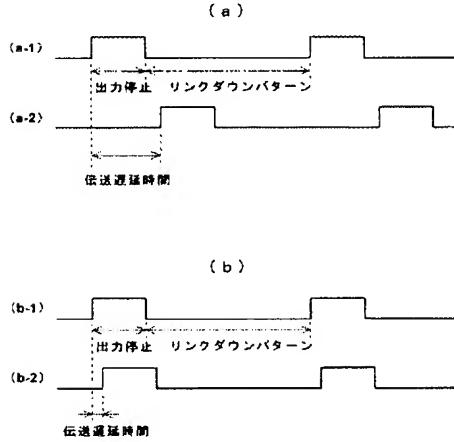 (a)
(a-1)
出力停止 リンクダウンパターン
(a-2)
伝送遅延時間
(b)
(b-1)
出力停止 リンクダウンパターン
(b-2)
伝送遅延時間